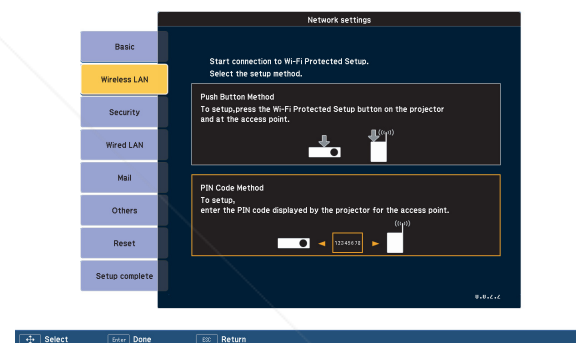 Network settings
Basic
Wireless LAN
Security
Wired LAN
Mail
Others
Reset
Setup complete
Start connection to Wi-Fi Protected Setup.
Select the setup method.
Push Button Method
To setup,press the Wi-Fi Protected Setup button on the projector
and at the access point.
PIN Code Method
To setup,
enter the PIN code displayed by the projector for the access point.
12345678
Select
Enter Done
ESC Return